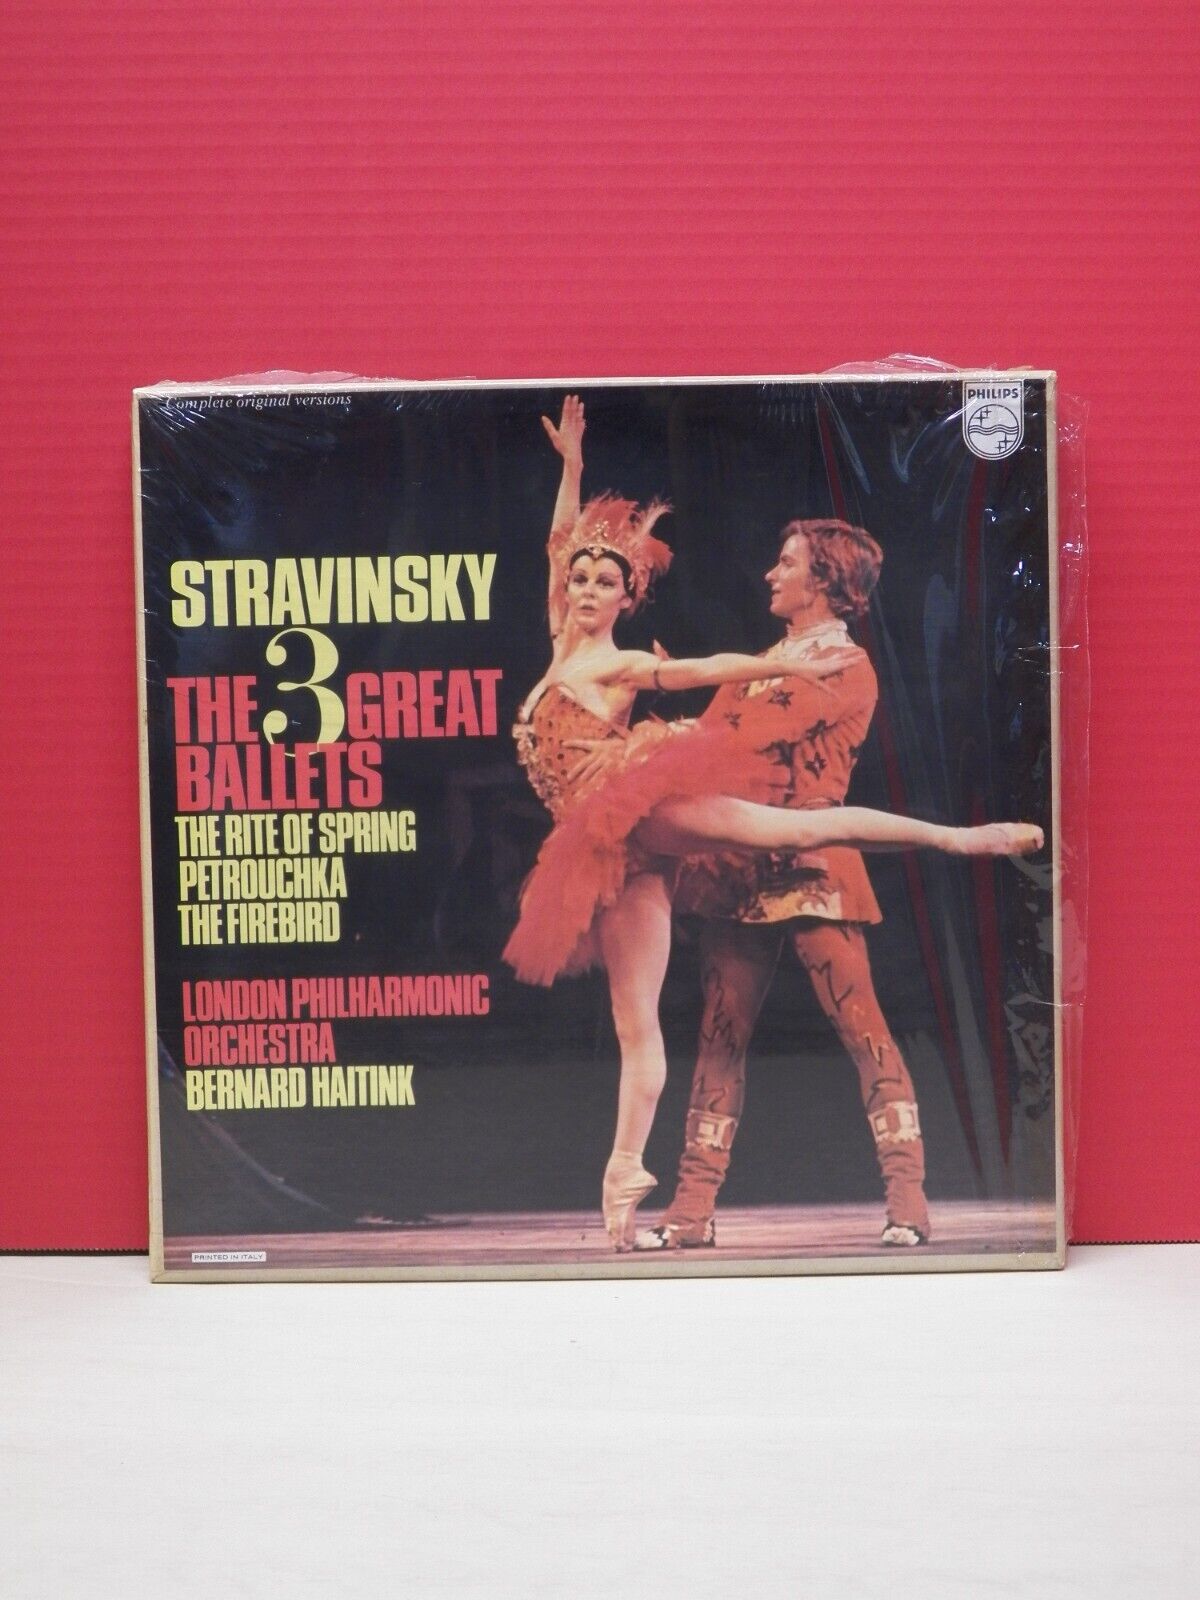 Complete original versions
PHILIPS
STRAVINSKY
THE 3 GREAT
BALLETS
THE RITE OF SPRING
PETROUCHKA
THE FIREBIRD
LONDON PHILHARMONIC
ORCHESTRA
BERNARD HAITINK
PRINTED IN ITALY